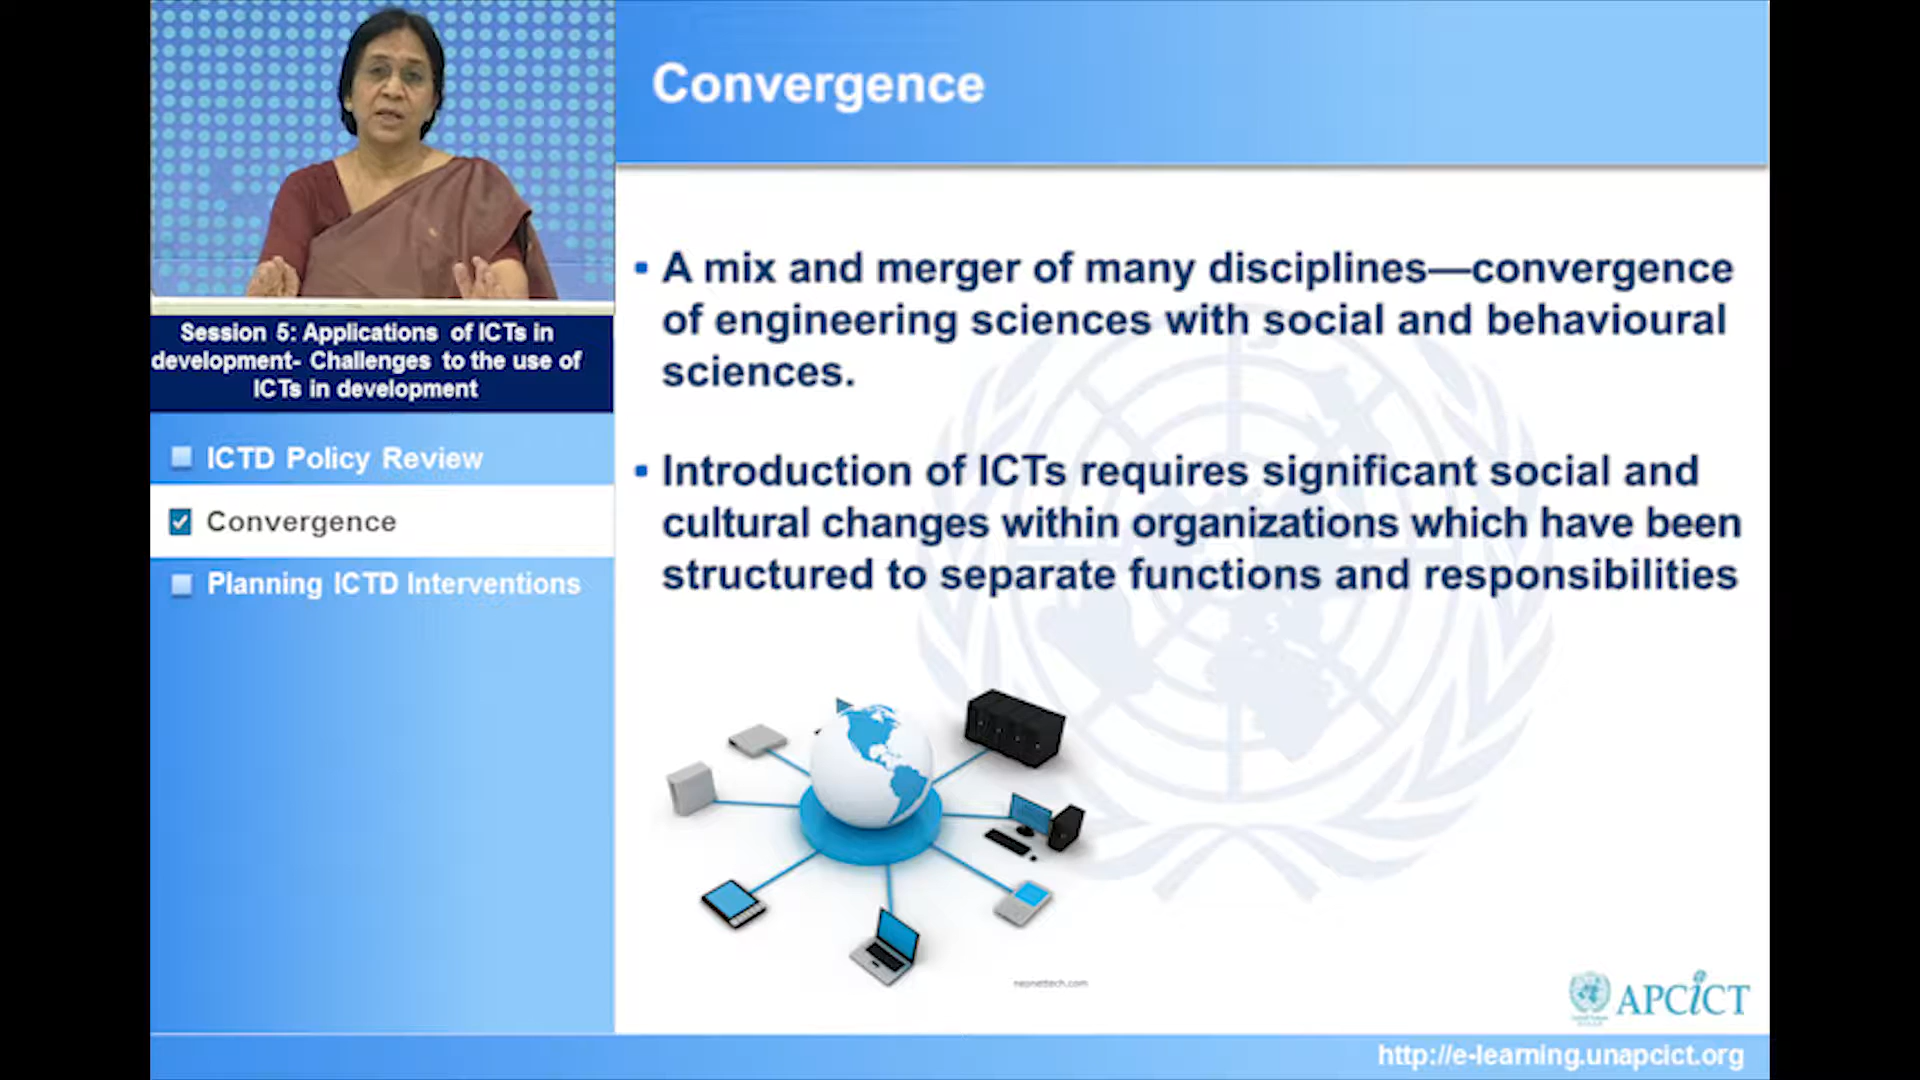 Convergence
Session 5: Applications of ICTs in
development- Challenges to the use of
ICTs in development
ICTD Policy Review
Convergence
Planning ICTD Interventions
▪ A mix and merger of many disciplines—convergence
of engineering sciences with social and behavioural
sciences.
▪ Introduction of ICTs requires significant social and
cultural changes within organizations which have been
structured to separate functions and responsibilities
APCICT
http://e-learning.unapcict.org